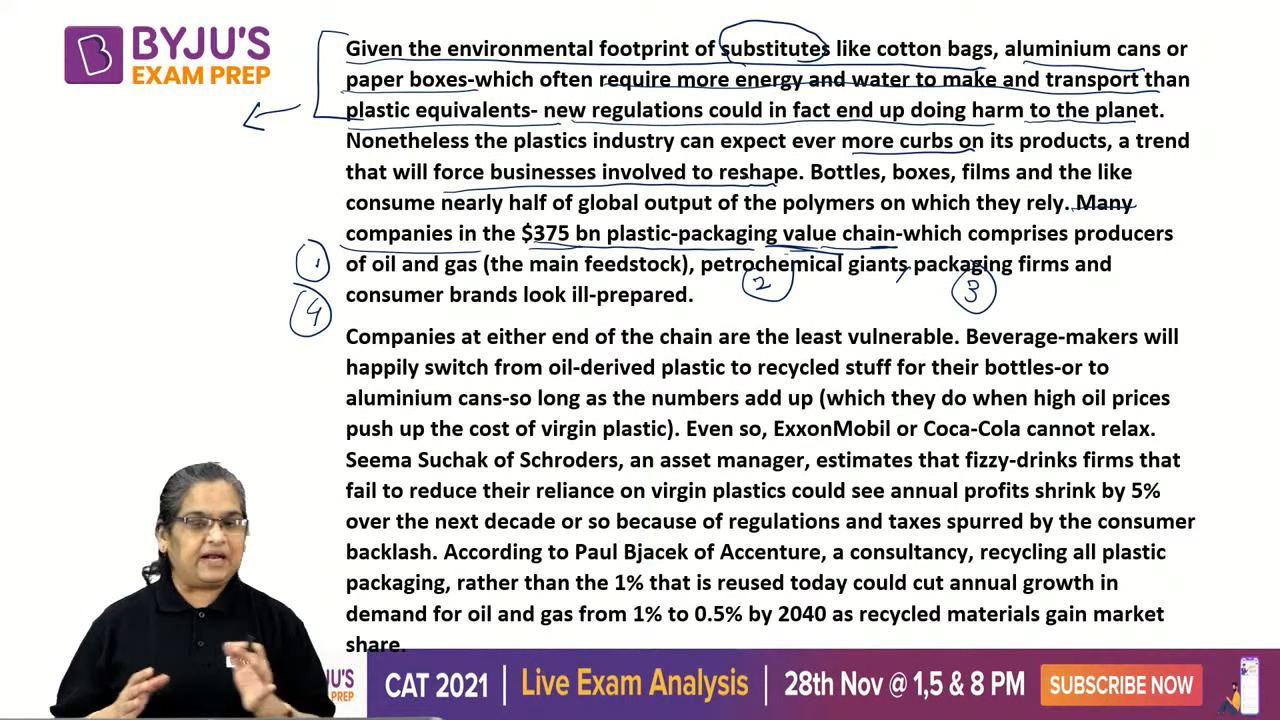 BYJU'S
EXAM PREP
Given the environmental footprint of substitutes like cotton bags, aluminium cans or
paper boxes-which often require more energy and water to make and transport than
plastic equivalents- new regulations could in fact end up doing harm to the planet.
Nonetheless the plastics industry can expect ever more curbs on its products, a trend
that will force businesses involved to reshape. Bottles, boxes, films and the like
consume nearly half of global output of the polymers on which they rely. Many
companies in the $375 bn plastic-packaging value chain-which comprises producers
1 of oil and gas (the main feedstock), petrochemical giants packaging firms and
2 3
4 consumer brands look ill-prepared.
Companies at either end of the chain are the least vulnerable. Beverage-makers will
happily switch from oil-derived plastic to recycled stuff for their bottles-or to
aluminium cans-so long as the numbers add up (which they do when high oil prices
push up the cost of virgin plastic). Even so, ExxonMobil or Coca-Cola cannot relax.
Seema Suchak of Schroders, an asset manager, estimates that fizzy-drinks firms that
fail to reduce their reliance on virgin plastics could see annual profits shrink by 5%
over the next decade or so because of regulations and taxes spurred by the consumer
backlash. According to Paul Bjacek of Accenture, a consultancy, recycling all plastic
packaging, rather than the 1% that is reused today could cut annual growth in
demand for oil and gas from 1% to 0.5% by 2040 as recycled materials gain market
share.
CAT 2021 Live Exam Analysis 28th Nov @ 1,5 & 8 PM SUBSCRIBE NOW